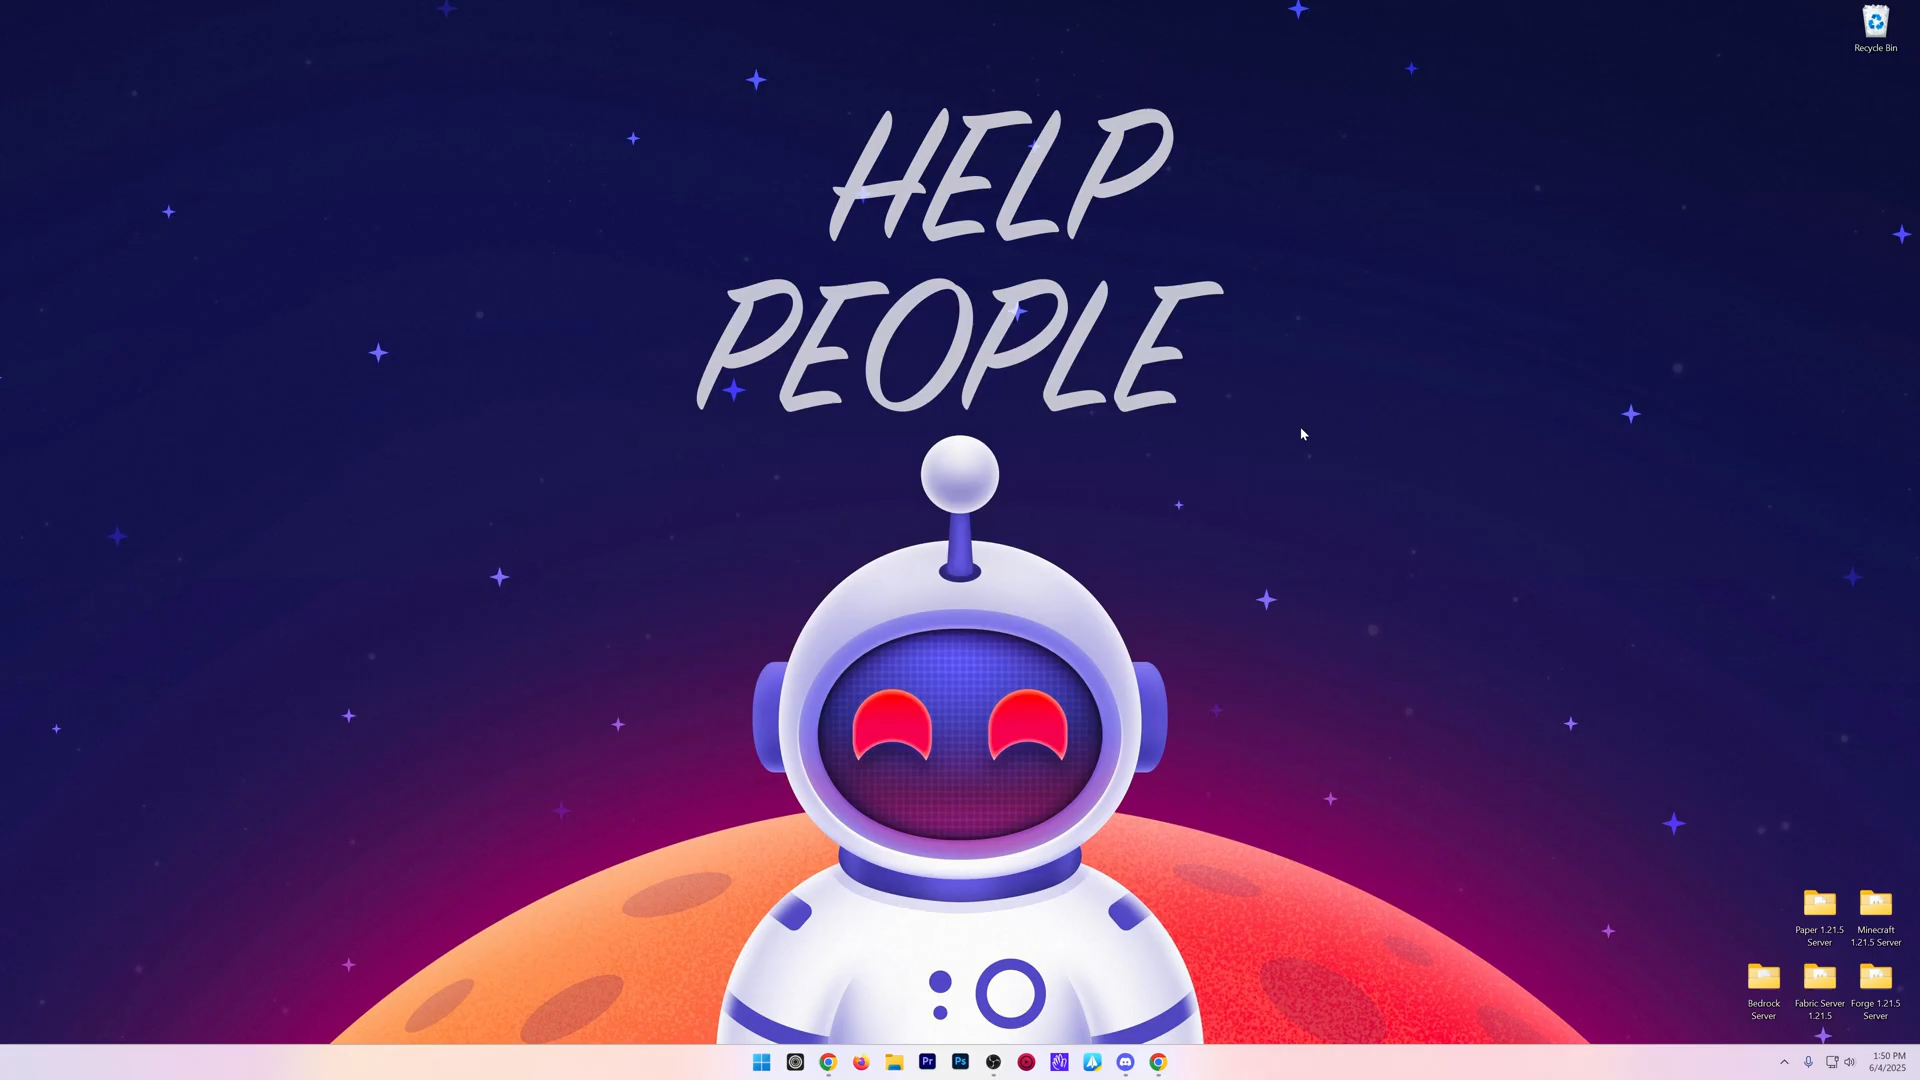 Recycle Bin
HELP
PEOPLE
Paper 1.21.5
Server
Minecraft
1.21.5 Server
Bedrock
Server
Fabric Server
1.21.5
Forge 1.21.5
Server
Pr
Ps
1:50 PM
6/4/2025